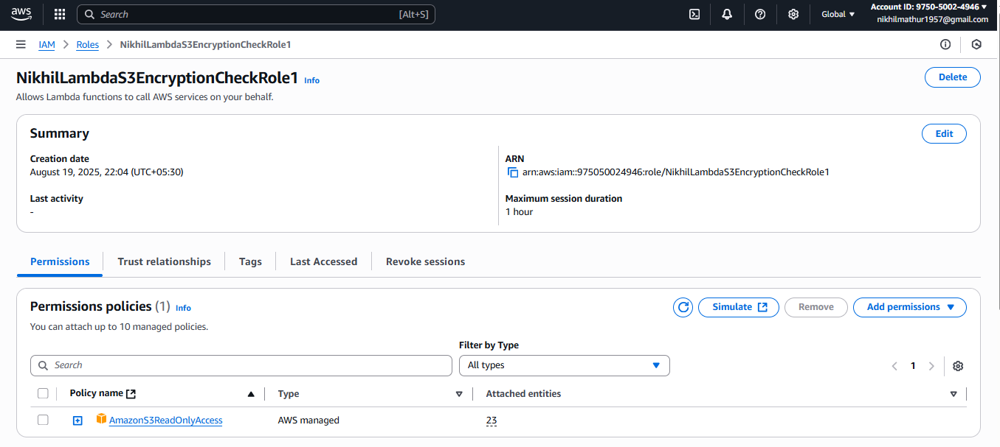 aws
Search
[Alt+S]
Global
Account ID: 9750-5002-4946
nikhilmathur1957@gmail.com
IAM > Roles > NikhilLambdaS3EncryptionCheckRole1
NikhilLambdaS3EncryptionCheckRole1 Info
Delete
Allows Lambda functions to call AWS services on your behalf.
Summary
Edit
Creation date
August 19, 2025, 22:04 (UTC+05:30)
ARN
arn:aws:iam::975050024946:role/NikhilLambdaS3EncryptionCheckRole1
Last activity
-
Maximum session duration
1 hour
Permissions
Trust relationships
Tags
Last Accessed
Revoke sessions
Permissions policies (1) Info
Simulate
Remove
Add permissions
You can attach up to 10 managed policies.
Filter by Type
Search
All types
1
Policy name
Type
Attached entities
AmazonS3ReadOnlyAccess
AWS managed
23